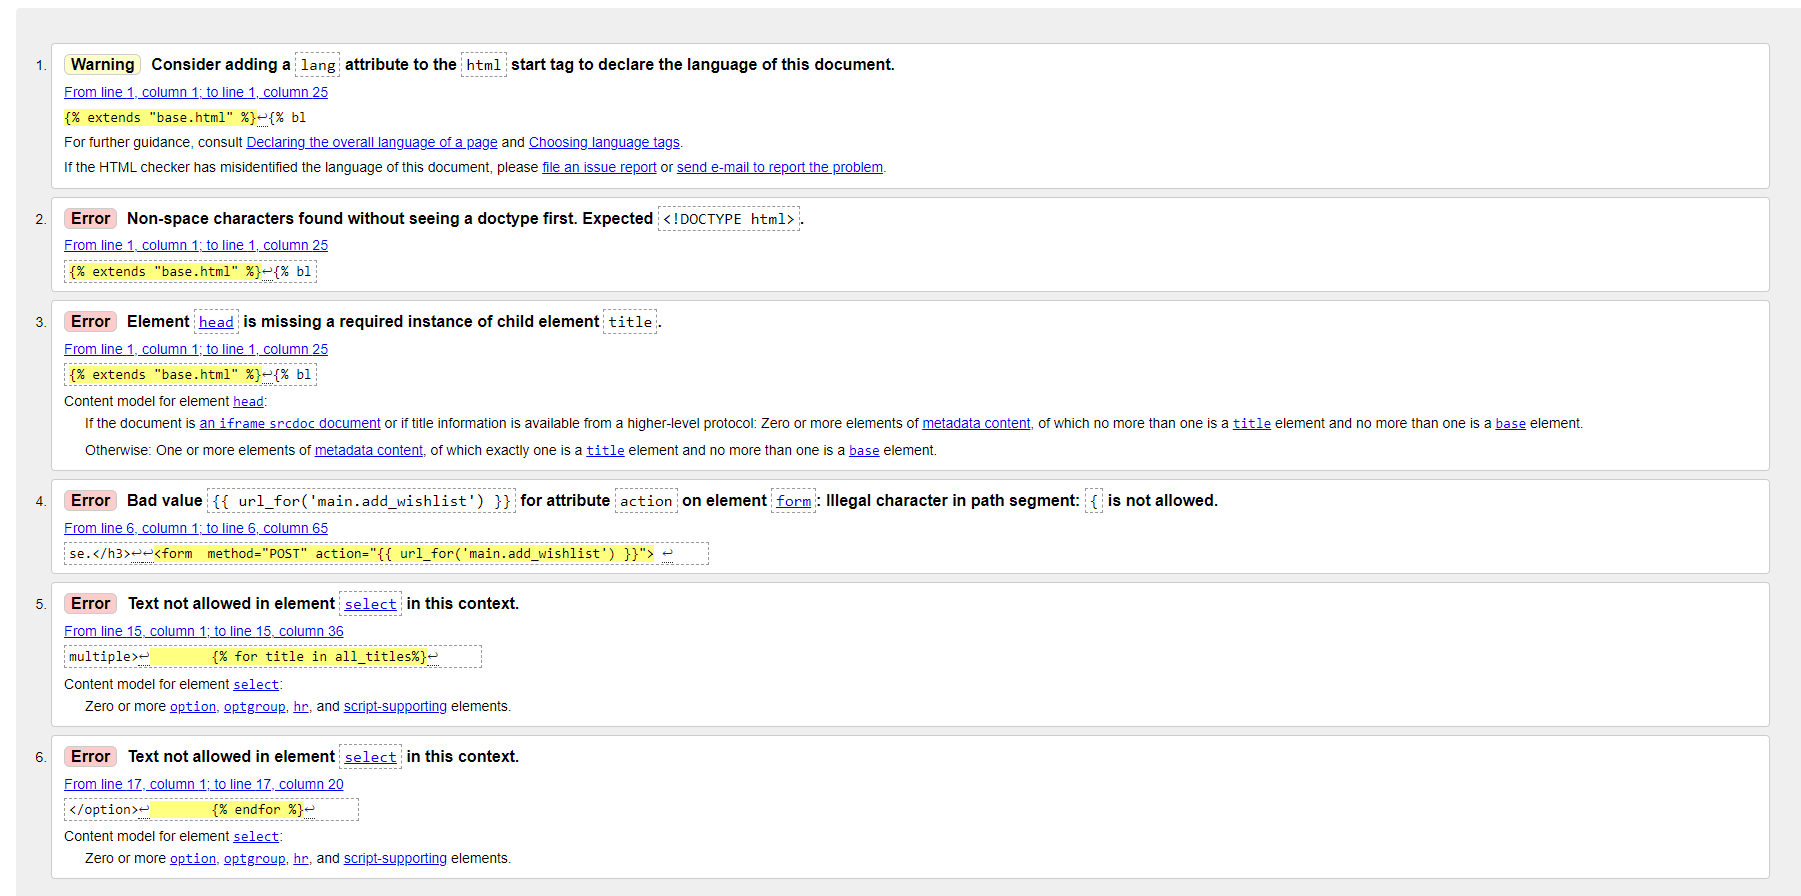 1. Warning Consider adding a lang attribute to the html start tag to declare the language of this document.
From line 1, column 1; to line 1, column 25
{% extends "base.html" %}↩{% bl
For further guidance, consult Declaring the overall language of a page and Choosing language tags.
If the HTML checker has misidentified the language of this document, please file an issue report or send e-mail to report the problem.
2. Error Non-space characters found without seeing a doctype first. Expected <!DOCTYPE html>.
From line 1, column 1; to line 1, column 25
{% extends "base.html" %}↩{% bl
3. Error Element head is missing a required instance of child element title.
From line 1, column 1; to line 1, column 25
{% extends "base.html" %}↩{% bl
Content model for element head:
If the document is an iframe srcdoc document or if title information is available from a higher-level protocol: Zero or more elements of metadata content, of which no more than one is a title element and no more than one is a base element.
Otherwise: One or more elements of metadata content, of which exactly one is a title element and no more than one is a base element.
4. Error Bad value {{ url_for('main.add_wishlist') }} for attribute action on element form: Illegal character in path segment: { is not allowed.
From line 6, column 1; to line 6, column 65
se.</h3>↩↩<form  method="POST" action="{{ url_for('main.add_wishlist') }}"> ↩
5. Error Text not allowed in element select in this context.
From line 15, column 1; to line 15, column 36
multiple>↩        {% for title in all_titles%}↩
Content model for element select:
Zero or more option, optgroup, hr, and script-supporting elements.
6. Error Text not allowed in element select in this context.
From line 17, column 1; to line 17, column 20
</option>↩        {% endfor %}↩
Content model for element select:
Zero or more option, optgroup, hr, and script-supporting elements.